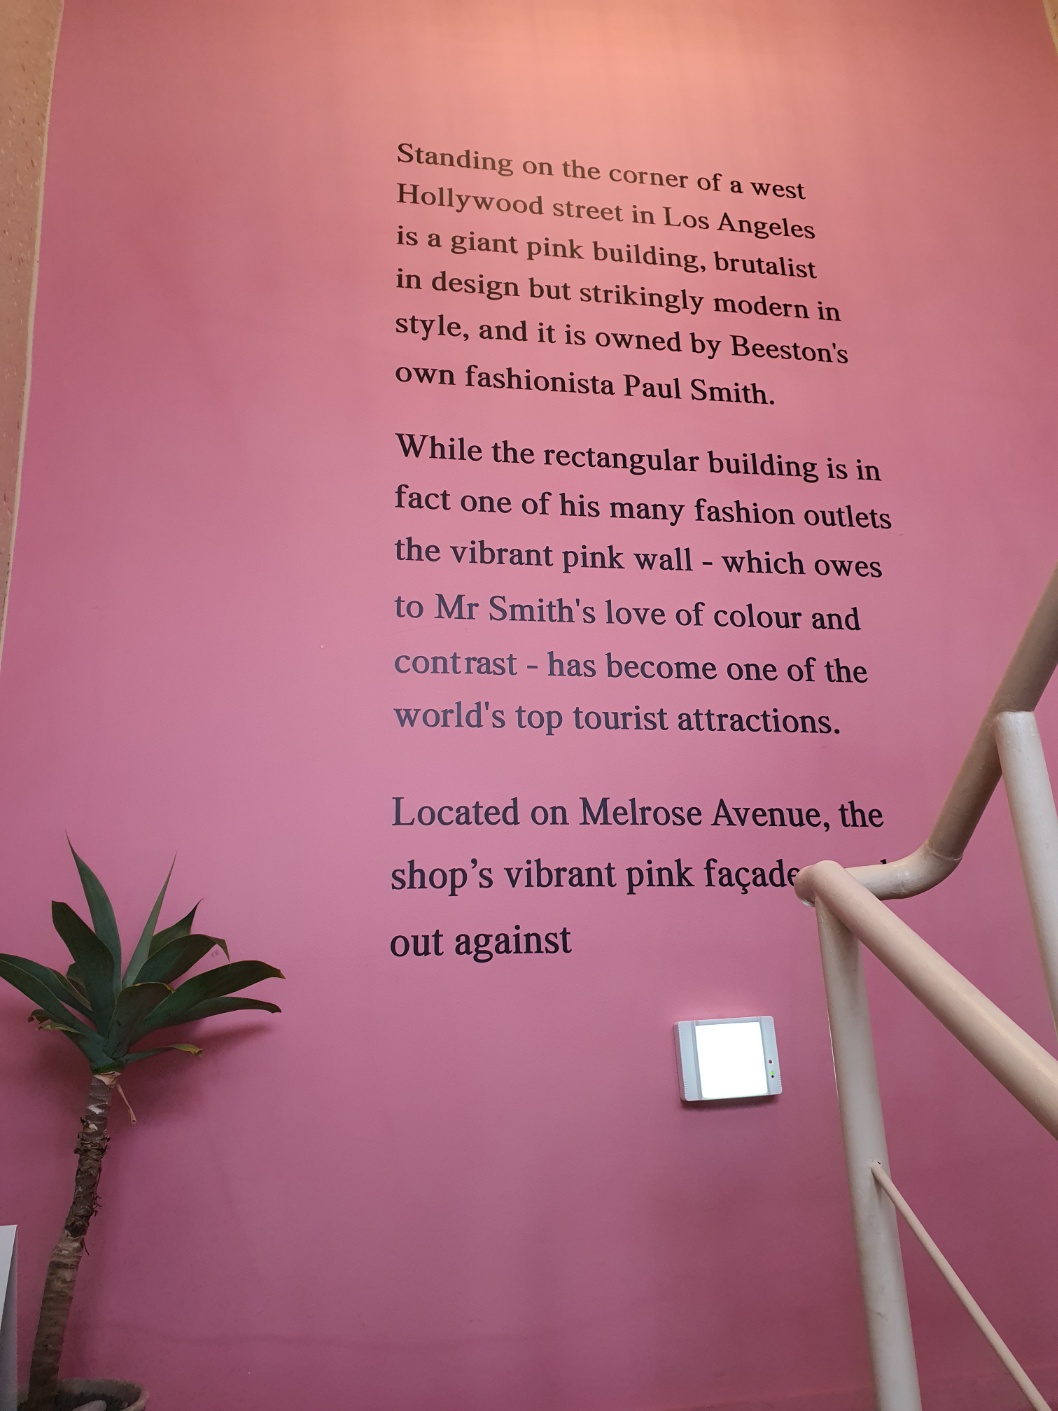 Standing on the corner of a west
Hollywood street in Los Angeles
is a giant pink building, brutalist
in design but strikingly modern in
style, and it is owned by Beeston's
own fashionista Paul Smith.
While the rectangular building is in
fact one of his many fashion outlets
the vibrant pink wall - which owes
to Mr Smith's love of colour and
contrast - has become one of the
world's top tourist attractions.
Located on Melrose Avenue, the
shop’s vibrant pink façade
out against